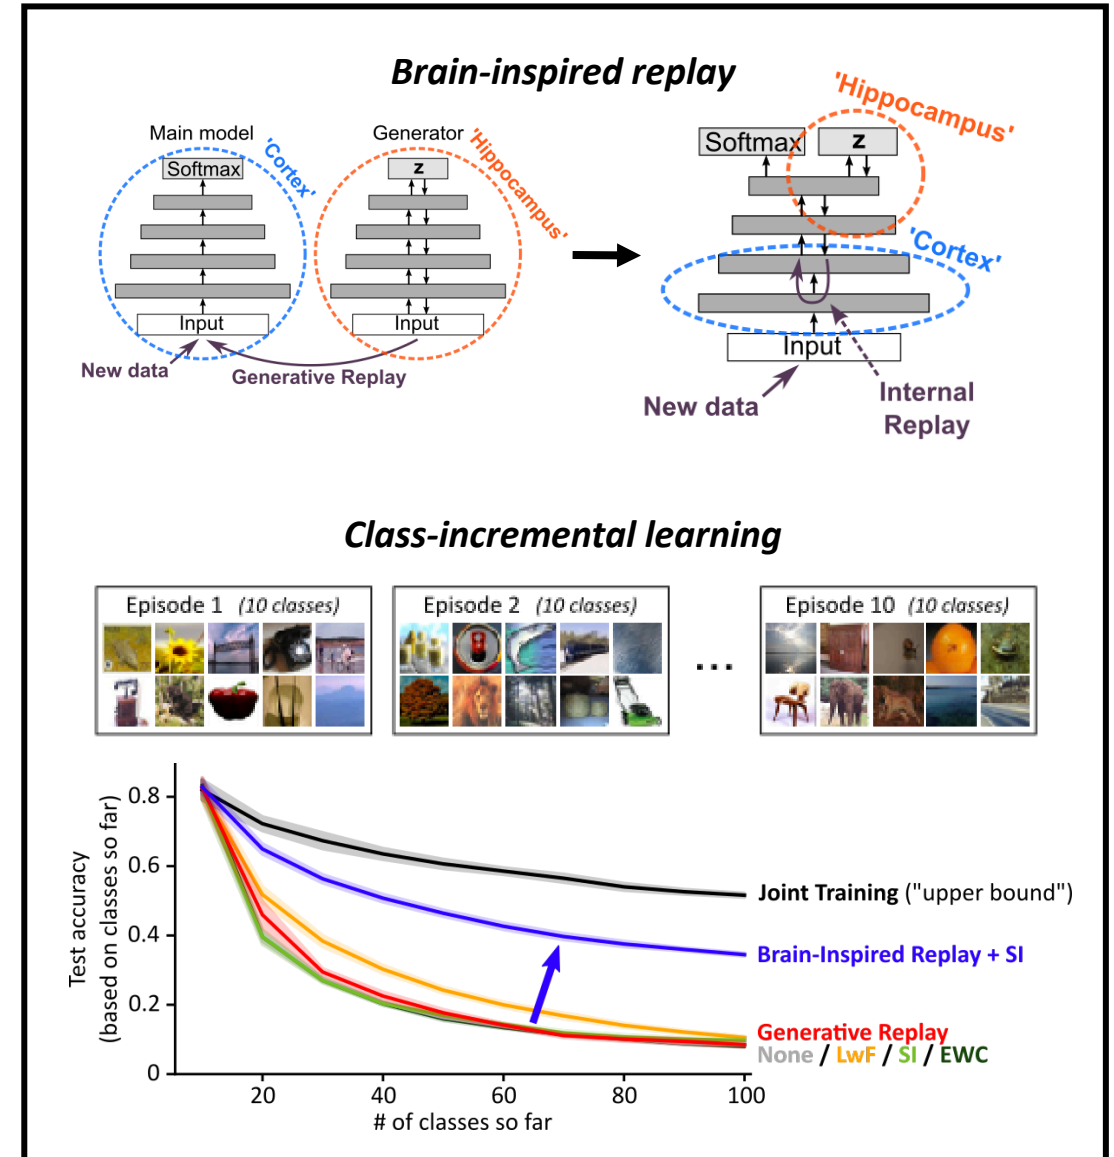 Brain-inspired replay
Main model
'Cortex'
Softmax
Input
New data
Generator
'Hippocampus'
z
Input
Generative Replay
'Hippocampus'
Softmax
z
'Cortex'
Input
New data
Internal
Replay
Class-incremental learning
Episode 1 (10 classes)
Episode 2 (10 classes)
...
Episode 10 (10 classes)
Test accuracy
(based on classes so far)
0.8
0.6
0.4
0.2
0
20
40
60
80
100
# of classes so far
Joint Training ("upper bound")
Brain-Inspired Replay + SI
Generative Replay
None / LwF / SI / EWC